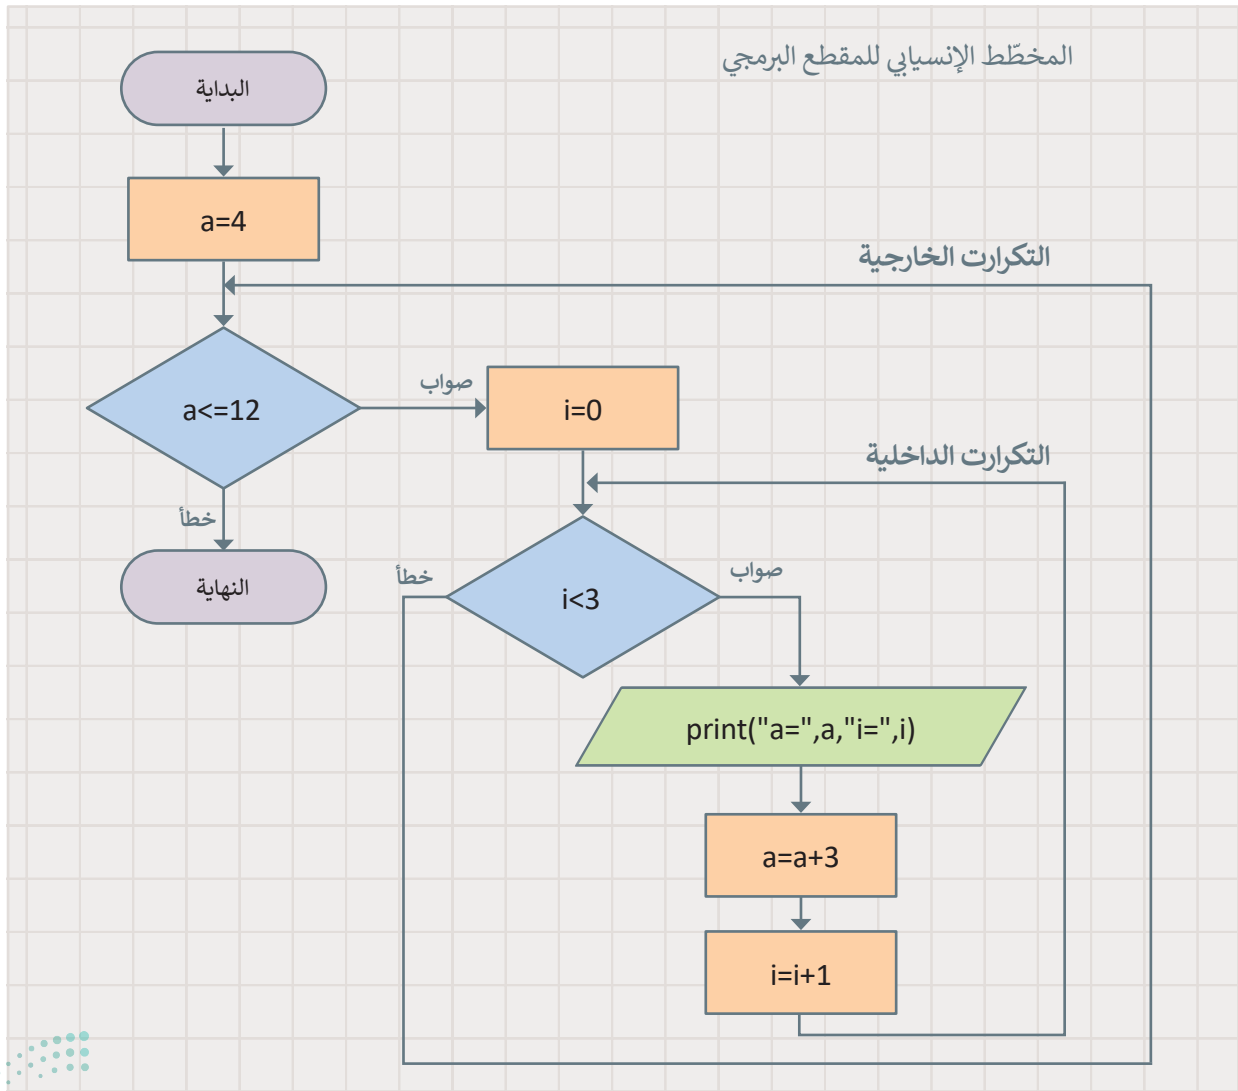 المخطّط الإنسيابي للمقطع البرمجي
البداية
a=4
التكرارت الخارجية
a<=12
صواب
i=0
خطأ
النهاية
التكرارت الداخلية
i<3
صواب
خطأ
print("a=",a,"i=",i)
a=a+3
i=i+1